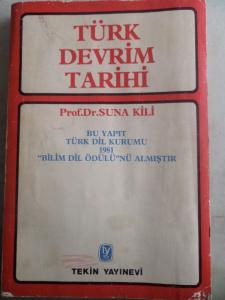 TÜRK
DEVRİM
TARİHİ
Prof.Dr.SUNA KİLİ
BU YAPIT
TÜRK DİL KURUMU
1981
"BİLİM DİL ÖDÜLÜ"NÜ ALMIŞTIR
ty
TEKİN YAYINEVİ